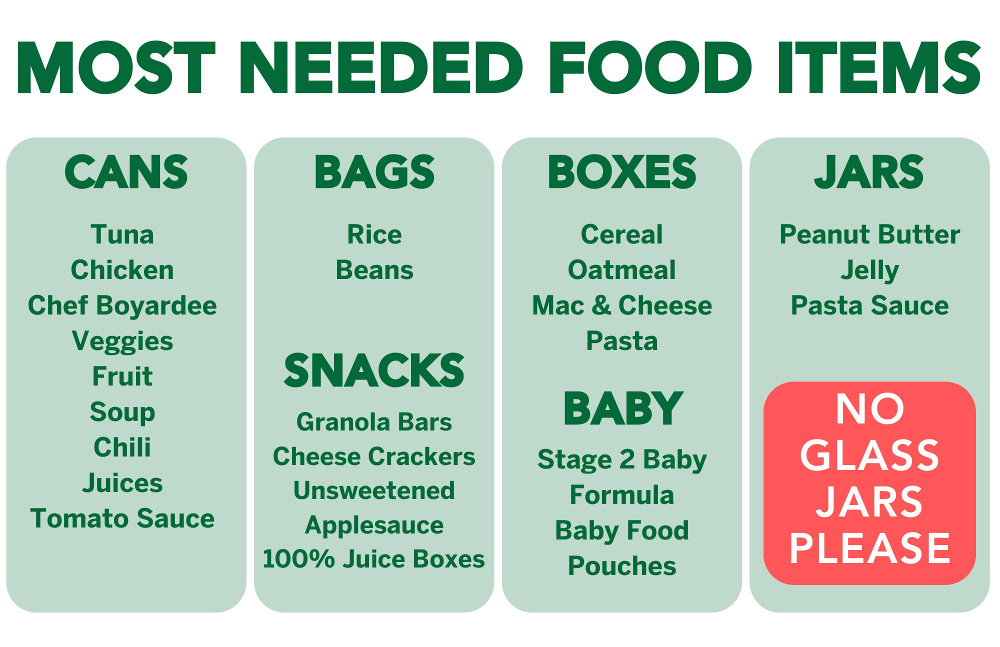 MOST NEEDED FOOD ITEMS
CANS
Tuna
Chicken
Chef Boyardee
Veggies
Fruit
Soup
Chili
Juices
Tomato Sauce
BAGS
Rice
Beans
SNACKS
Granola Bars
Cheese Crackers
Unsweetened
Applesauce
100% Juice Boxes
BOXES
Cereal
Oatmeal
Mac & Cheese
Pasta
BABY
Stage 2 Baby
Formula
Baby Food
Pouches
JARS
Peanut Butter
Jelly
Pasta Sauce
NO
GLASS
JARS
PLEASE